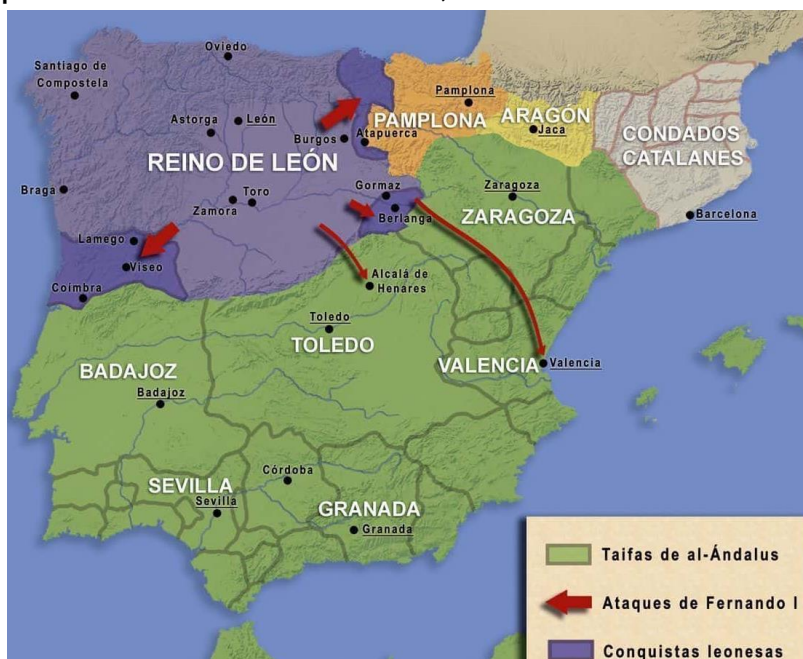 Oviedo
Santiago de
Compostela
Pamplona
Astorga
León
PAMPLONA
ARAGÓN
Jaca
Burgos
Atapuerca
CONDADOS
CATALANES
REINO DE LEÓN
Braga
Toro
Zamora
Gormaz
Berlanga
Zaragoza
ZARAGOZA
Barcelona
Lamego
Viseo
Coímbra
Alcalá de
Henares
Toledo
TOLEDO
BADAJOZ
Badajoz
VALENCIA
Valencia
Córdoba
SEVILLA
Sevilla
GRANADA
Granada
Taifas de al-Ándalus
Ataques de Fernando I
Conquistas leonesas